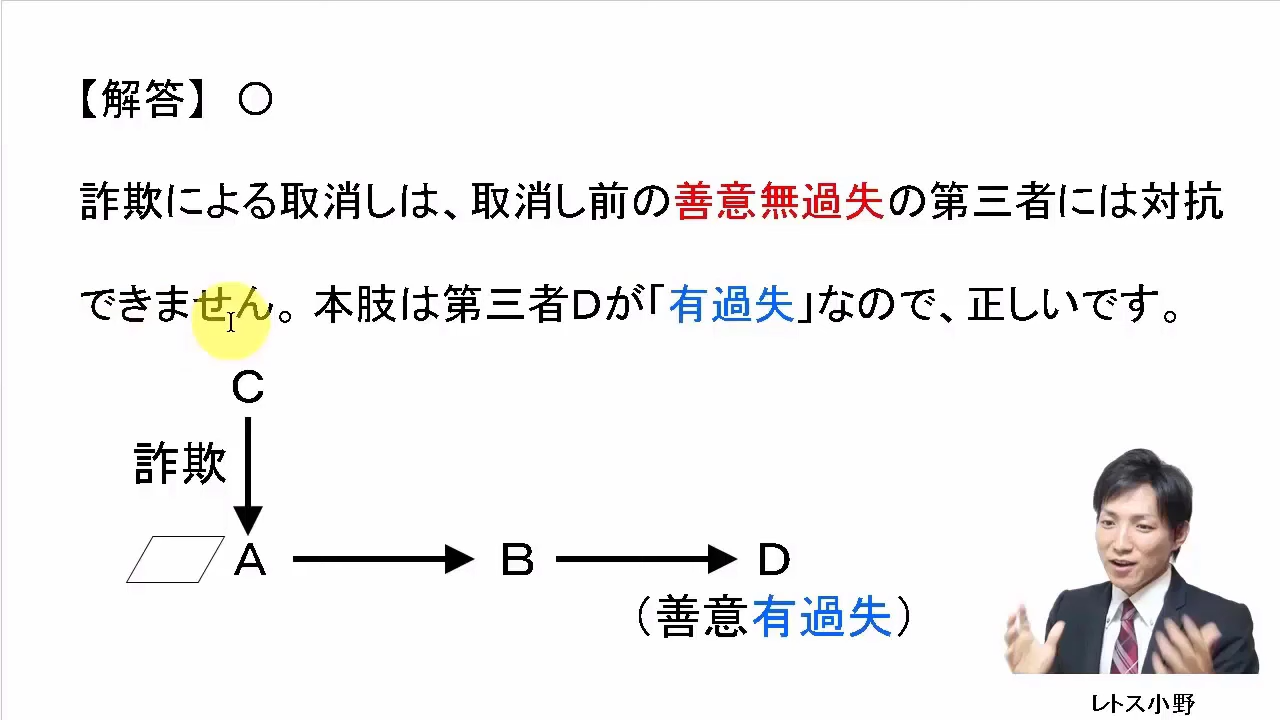 【解答】 ○
詐欺による取消しは、取消し前の善意無過失の第三者には対抗
できません。本肢は第三者Dが「有過失」なので、正しいです。
C
詐欺
A B D
（善意有過失）
レトス小野